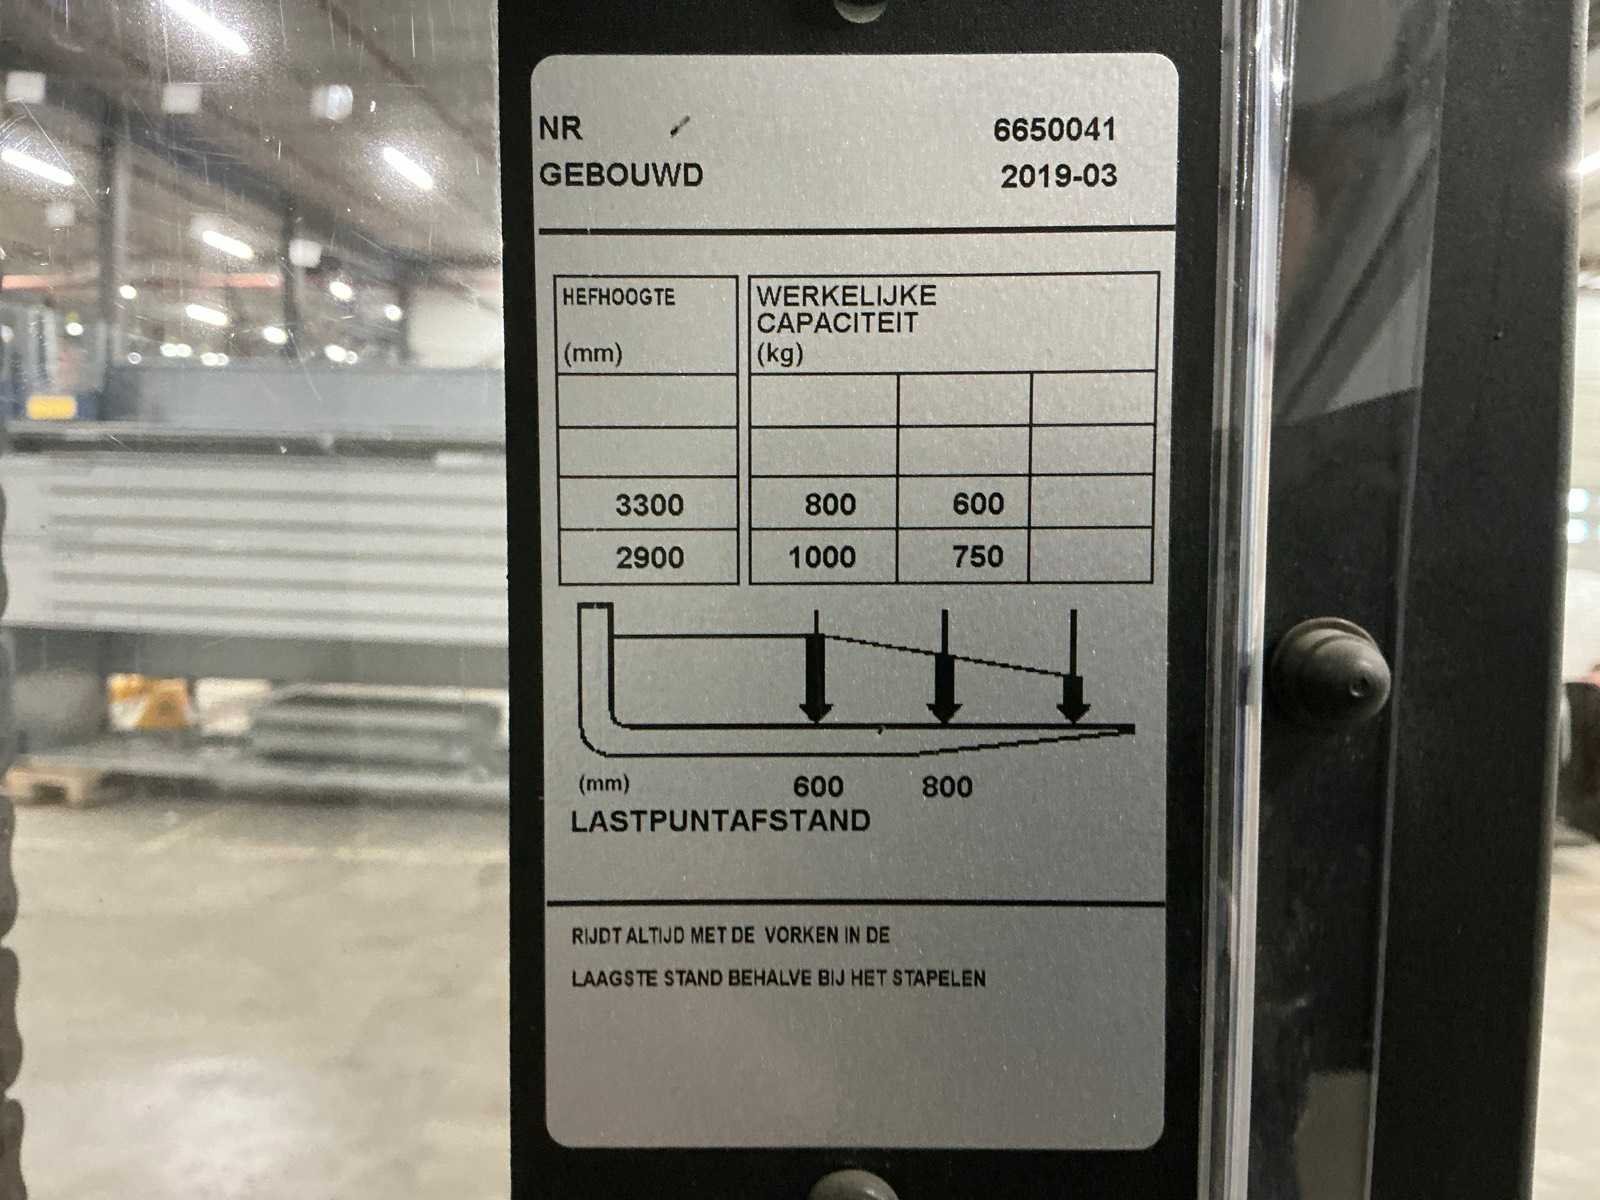 NR 6650041
GEBOUWD 2019-03
HEFHOOGTE
(mm)
WERKELIJKE
CAPACITEIT
(kg)
3300 800 600
2900 1000 750
(mm) 600 800
LASTPUNTAFSTAND
RIJDT ALTIJD MET DE VORKEN IN DE
LAAGSTE STAND BEHALVE BIJ HET STAPELEN